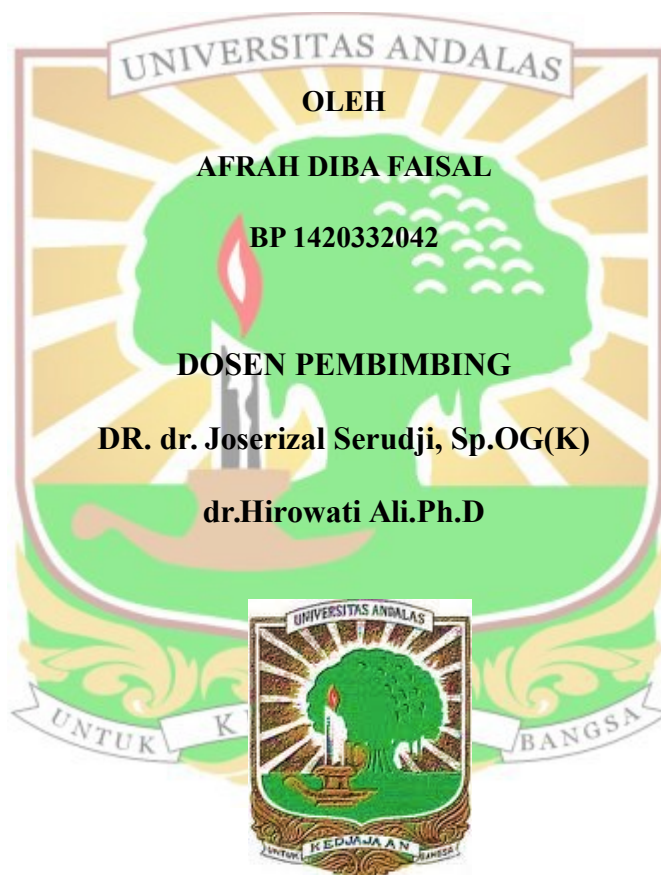 UNIVERSITAS ANDALAS
OLEH
AFRAH DIBA FAISAL
BP 1420332042
DOSEN PEMBIMBING
DR. dr. Joserizal Serudji, Sp.OG(K)
dr.Hirowati Ali.Ph.D
UNIVERSITAS ANDALAS
UNTUK K BANGSA
UNTUK KEDJAJAAN BANGSA